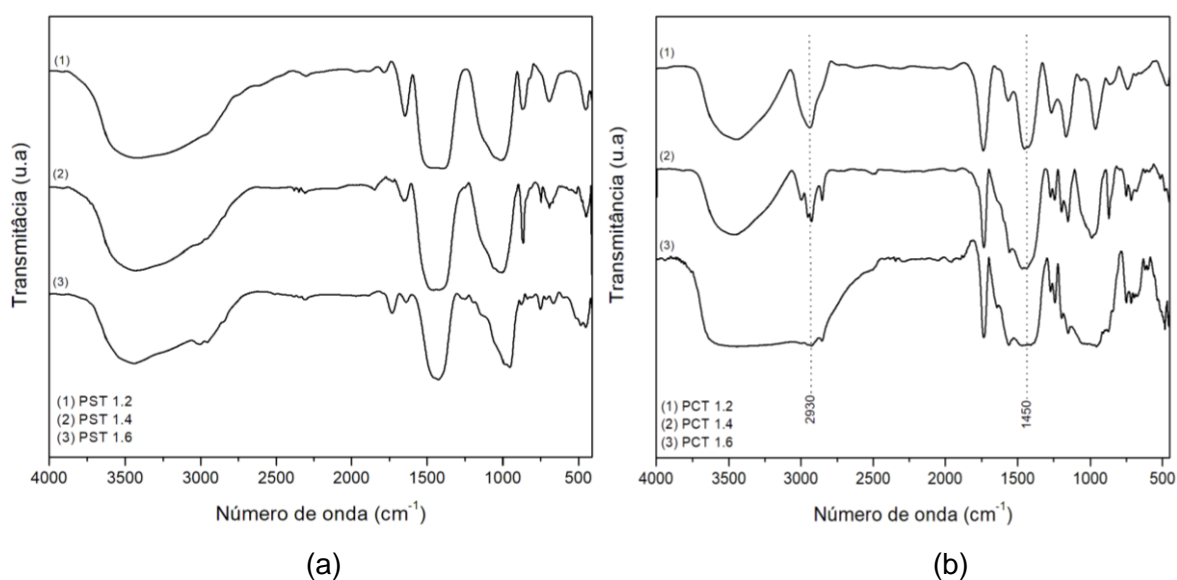 Transmitácia (u.a)
(1)
(2)
(3)
(1) PST 1.2
(2) PST 1.4
(3) PST 1.6
4000 3500 3000 2500 2000 1500 1000 500
Número de onda (cm⁻¹)
(a)
Transmitância (u.a)
(1)
(2)
(3)
2930
1450
(1) PCT 1.2
(2) PCT 1.4
(3) PCT 1.6
4000 3500 3000 2500 2000 1500 1000 500
Número de onda (cm⁻¹)
(b)